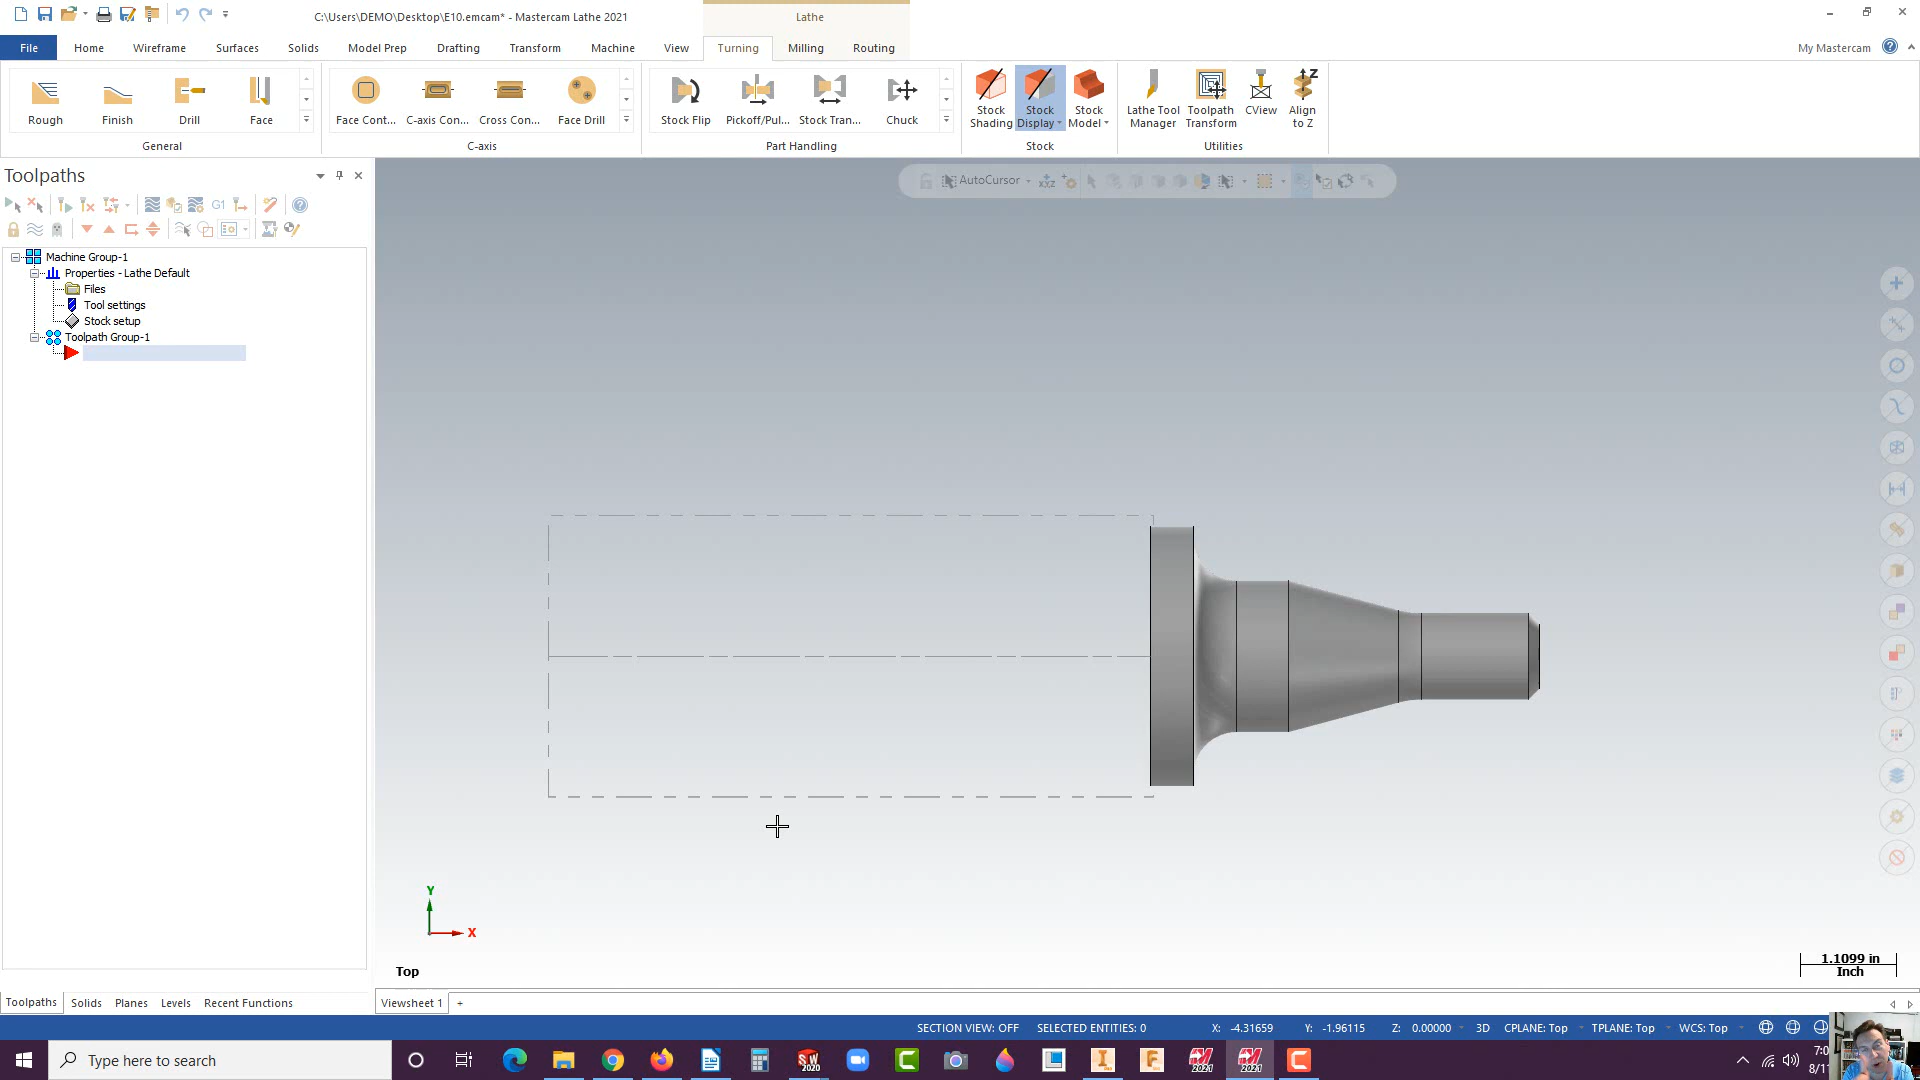 C:\Users\DEMO\Desktop\E10.emcam* - Mastercam Lathe 2021
Lathe
File
Home
Wireframe
Surfaces
Solids
Model Prep
Drafting
Transform
Machine
View
Turning
Milling
Routing
My Mastercam
Rough
Finish
Drill
Face
Face Cont...
C-axis Con...
Cross Con...
Face Drill
Stock Flip
Pickoff/Pul...
Stock Tran...
Chuck
Stock Shading
Stock Display
Stock Model
Lathe Tool Manager
Toolpath Transform
CView
Align to Z
General
C-axis
Part Handling
Stock
Utilities
Toolpaths
AutoCursor
G1
Machine Group-1
Properties - Lathe Default
Files
Tool settings
Stock setup
Toolpath Group-1
Y
X
Top
1.1099 in
Inch
Toolpaths
Solids
Planes
Levels
Recent Functions
Viewsheet 1
+
SECTION VIEW: OFF
SELECTED ENTITIES: 0
X: -4.31659
Y: -1.96115
Z: 0.00000
3D
CPLANE: Top
TPLANE: Top
WCS: Top
Type here to search
7:0
8/1